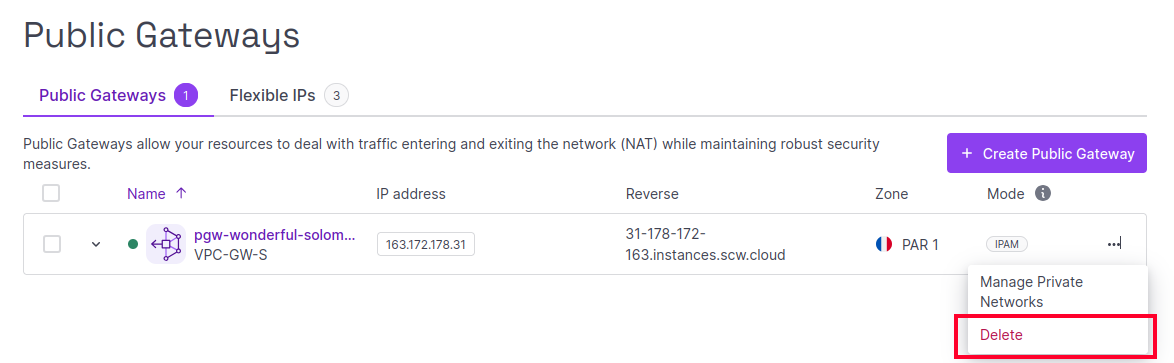 Public Gateways
Public Gateways 1 Flexible IPs 3
Public Gateways allow your resources to deal with traffic entering and exiting the network (NAT) while maintaining robust security
measures.
+ Create Public Gateway
Name ↑ IP address Reverse Zone Mode i
pgw-wonderful-solom...
VPC-GW-S
163.172.178.31
31-178-172-
163.instances.scw.cloud
PAR 1
IPAM
Manage Private
Networks
Delete